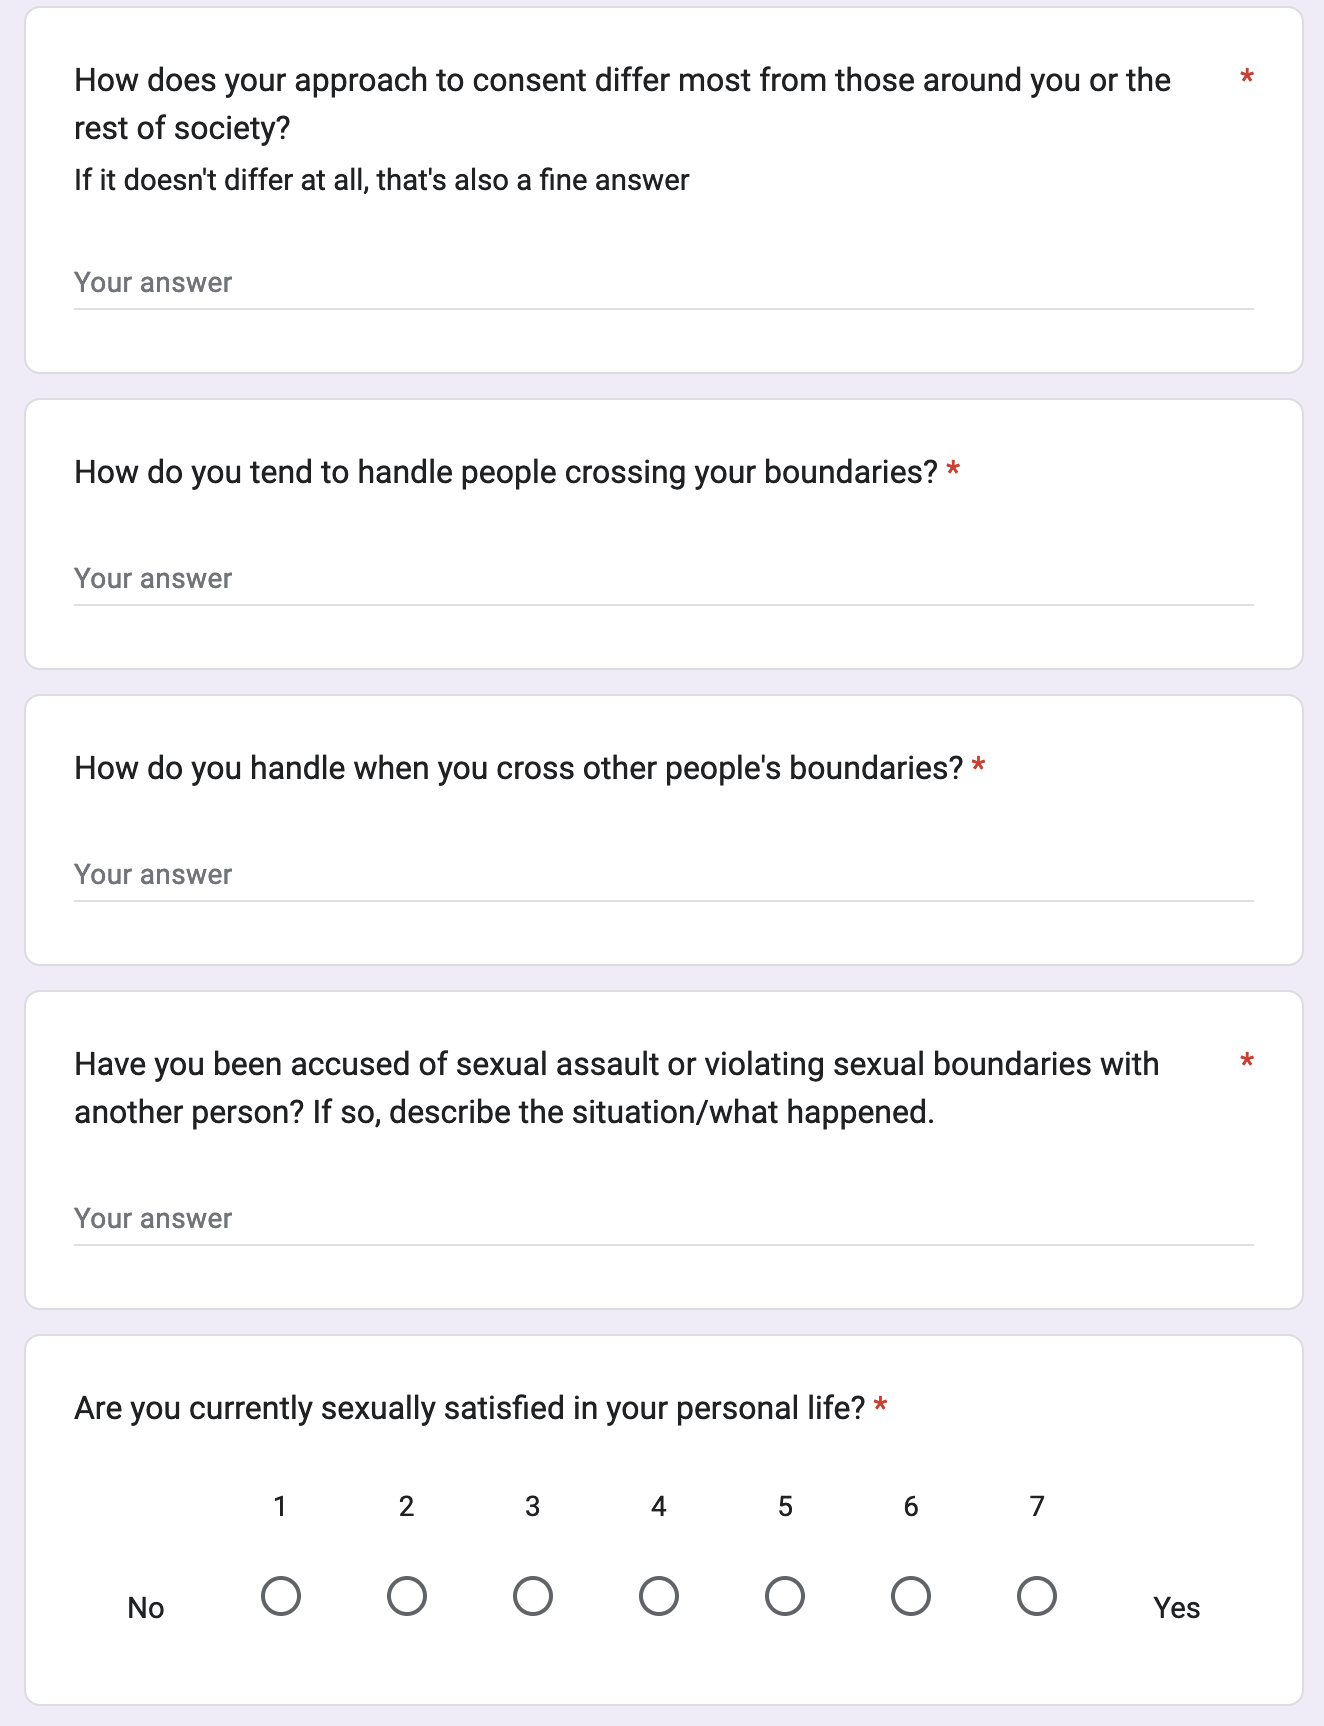 How does your approach to consent differ most from those around you or the *
rest of society?
If it doesn't differ at all, that's also a fine answer
Your answer
How do you tend to handle people crossing your boundaries? *
Your answer
How do you handle when you cross other people's boundaries? *
Your answer
Have you been accused of sexual assault or violating sexual boundaries with *
another person? If so, describe the situation/what happened.
Your answer
Are you currently sexually satisfied in your personal life? *
1 2 3 4 5 6 7
No Yes